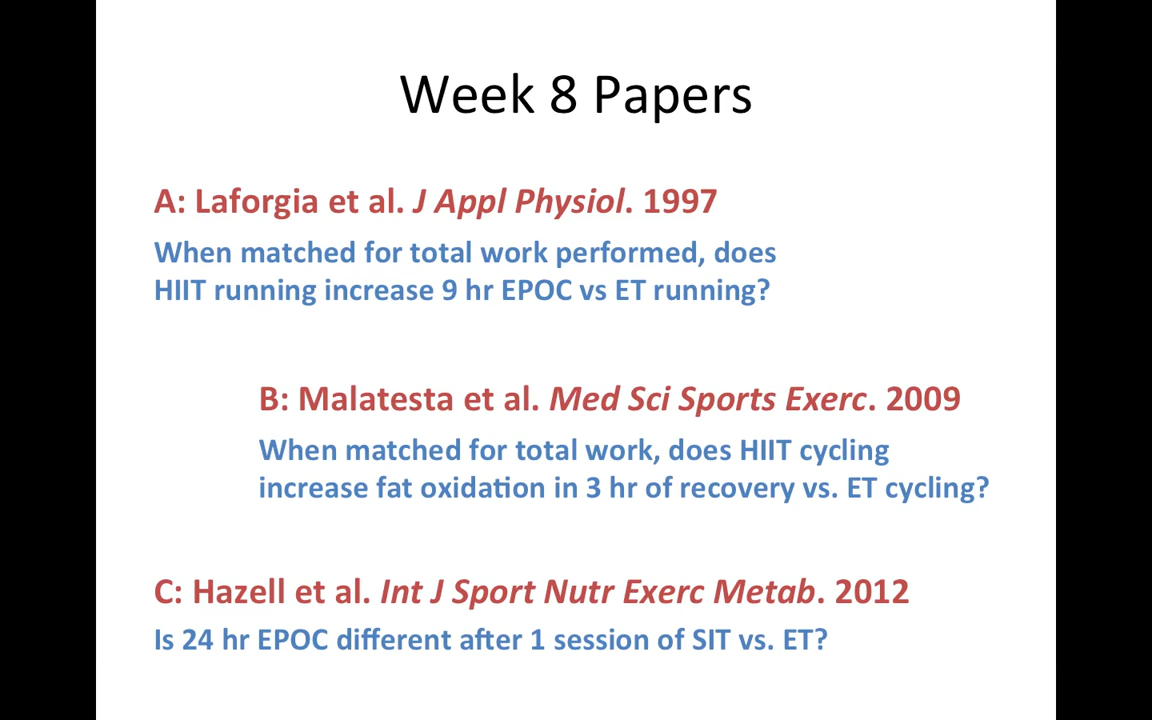 Week 8 Papers
A: Laforgia et al. J Appl Physiol. 1997
When matched for total work performed, does
HIIT running increase 9 hr EPOC vs ET running?
B: Malatesta et al. Med Sci Sports Exerc. 2009
When matched for total work, does HIIT cycling
increase fat oxidation in 3 hr of recovery vs. ET cycling?
C: Hazell et al. Int J Sport Nutr Exerc Metab. 2012
Is 24 hr EPOC different after 1 session of SIT vs. ET?